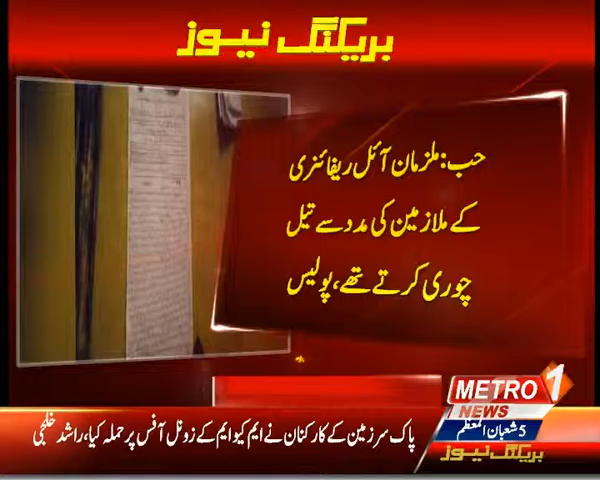 بریکنگ نیوز
حب: ملزمان آئل ریفائنری
کے ملازمین کی مدد سے تیل
چوری کرتے تھے، پولیس
METRO 1
NEWS
5 شعبان المعظم
پاک سرزمین کے کارکنان نے ایم کیو ایم کے زونل آفس پر حملہ کیا، راشد خلجی
بریکنگ نیوز